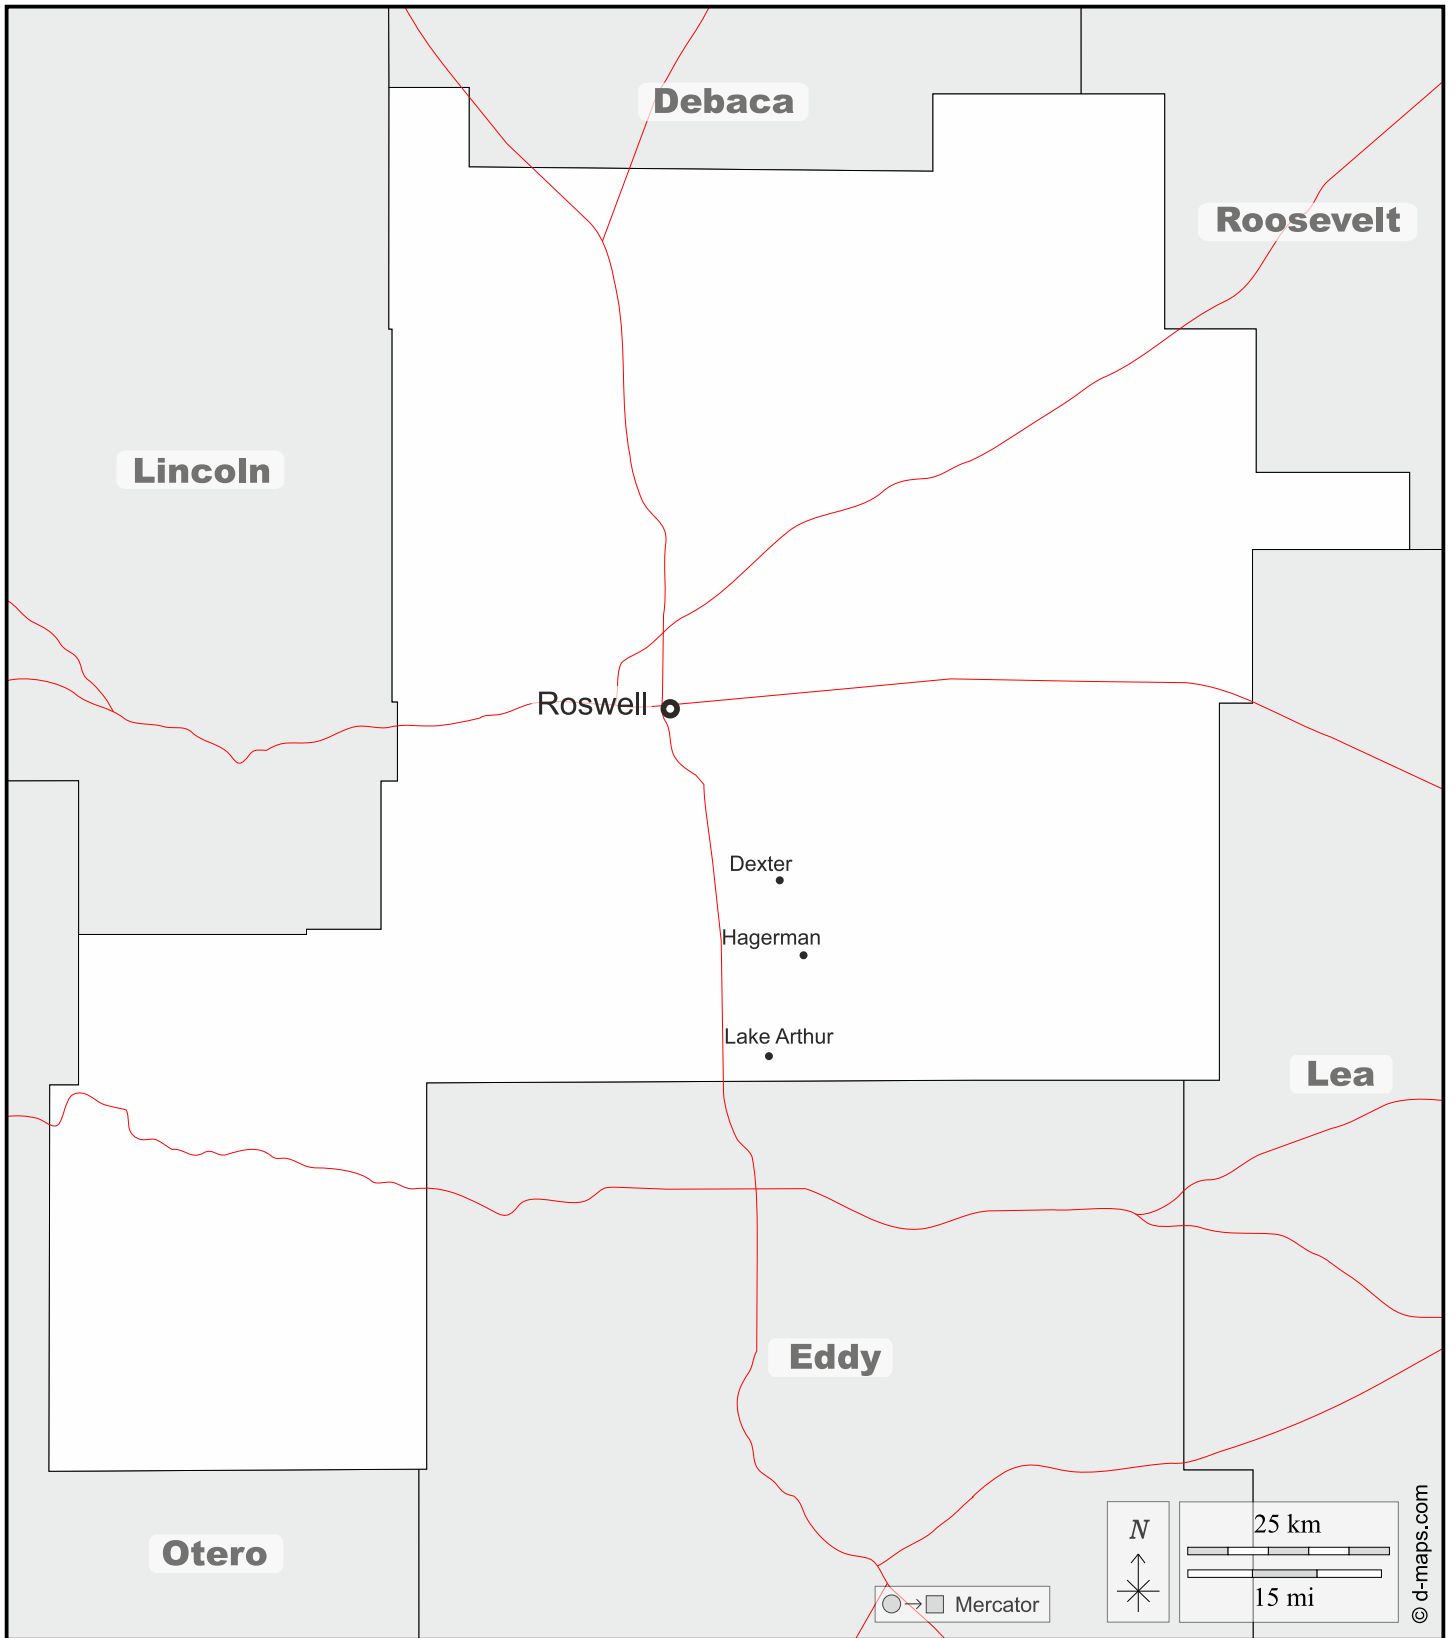 Debaca
Roosevelt
Lincoln
Roswell
Dexter
Hagerman
Lake Arthur
Lea
Eddy
Otero
N
25 km
15 mi
Mercator
© d-maps.com